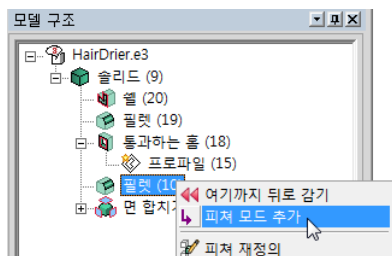 모델 구조
HairDrier.e3
솔리드 (9)
쉘 (20)
필렛 (19)
통과하는 홈 (18)
프로파일 (15)
필렛 (10)
여기까지 뒤로 감기
면 합치
피쳐 모드 추가
피쳐 재정의